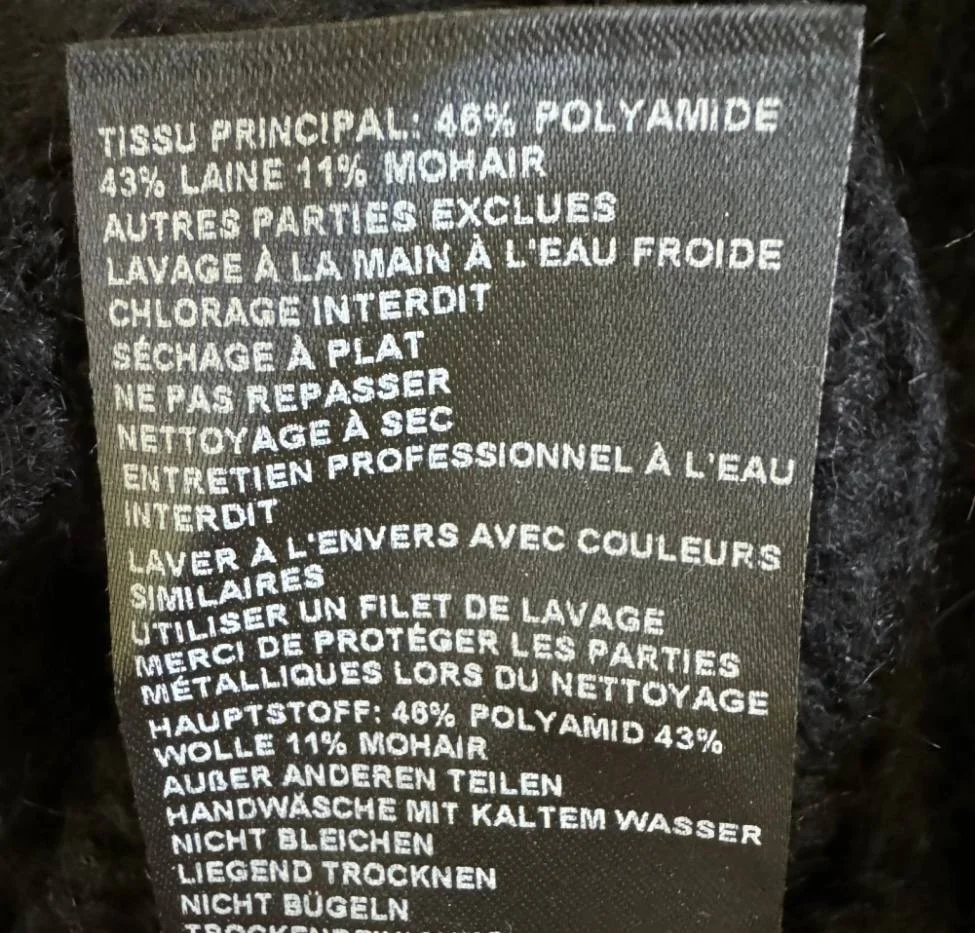 TISSU PRINCIPAL: 46% POLYAMIDE
43% LAINE 11% MOHAIR
AUTRES PARTIES EXCLUES
LAVAGE À LA MAIN À L'EAU FROIDE
CHLORAGE INTERDIT
SÉCHAGE À PLAT
NE PAS REPASSER
NETTOYAGE À SEC
ENTRETIEN PROFESSIONNEL À L'EAU
INTERDIT
LAVER À L'ENVERS AVEC COULEURS
SIMILAIRES
UTILISER UN FILET DE LAVAGE
MERCI DE PROTÉGER LES PARTIES
MÉTALLIQUES LORS DU NETTOYAGE
HAUPTSTOFF: 46% POLYAMID 43%
WOLLE 11% MOHAIR
AUßER ANDEREN TEILEN
HANDWÄSCHE MIT KALTEM WASSER
NICHT BLEICHEN
LIEGEND TROCKNEN
NICHT BÜGELN